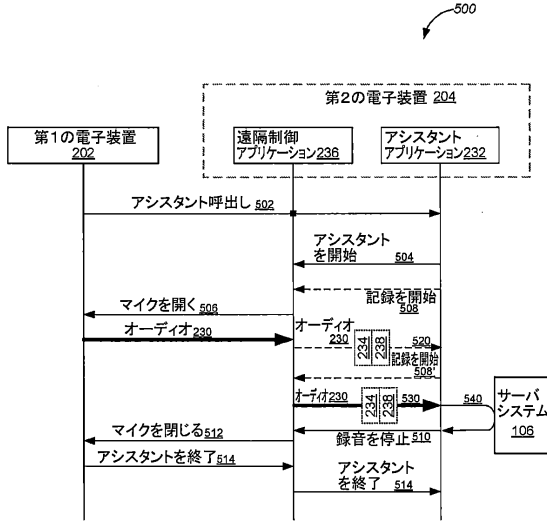 500
第2の電子装置 204
第1の電子装置
202
遠隔制御
アプリケーション236
アシスタント
アプリケーション232
アシスタント呼出し 502
アシスタント
を開始 504
記録を開始
508
マイクを開く 506
オーディオ 230
オーディオ
230
234
238
520
記録を開始
508'
オーディオ230
234
238
530
540
サーバ
システム
106
録音を停止 510
マイクを閉じる 512
アシスタントを終了 514
アシスタント
を終了 514